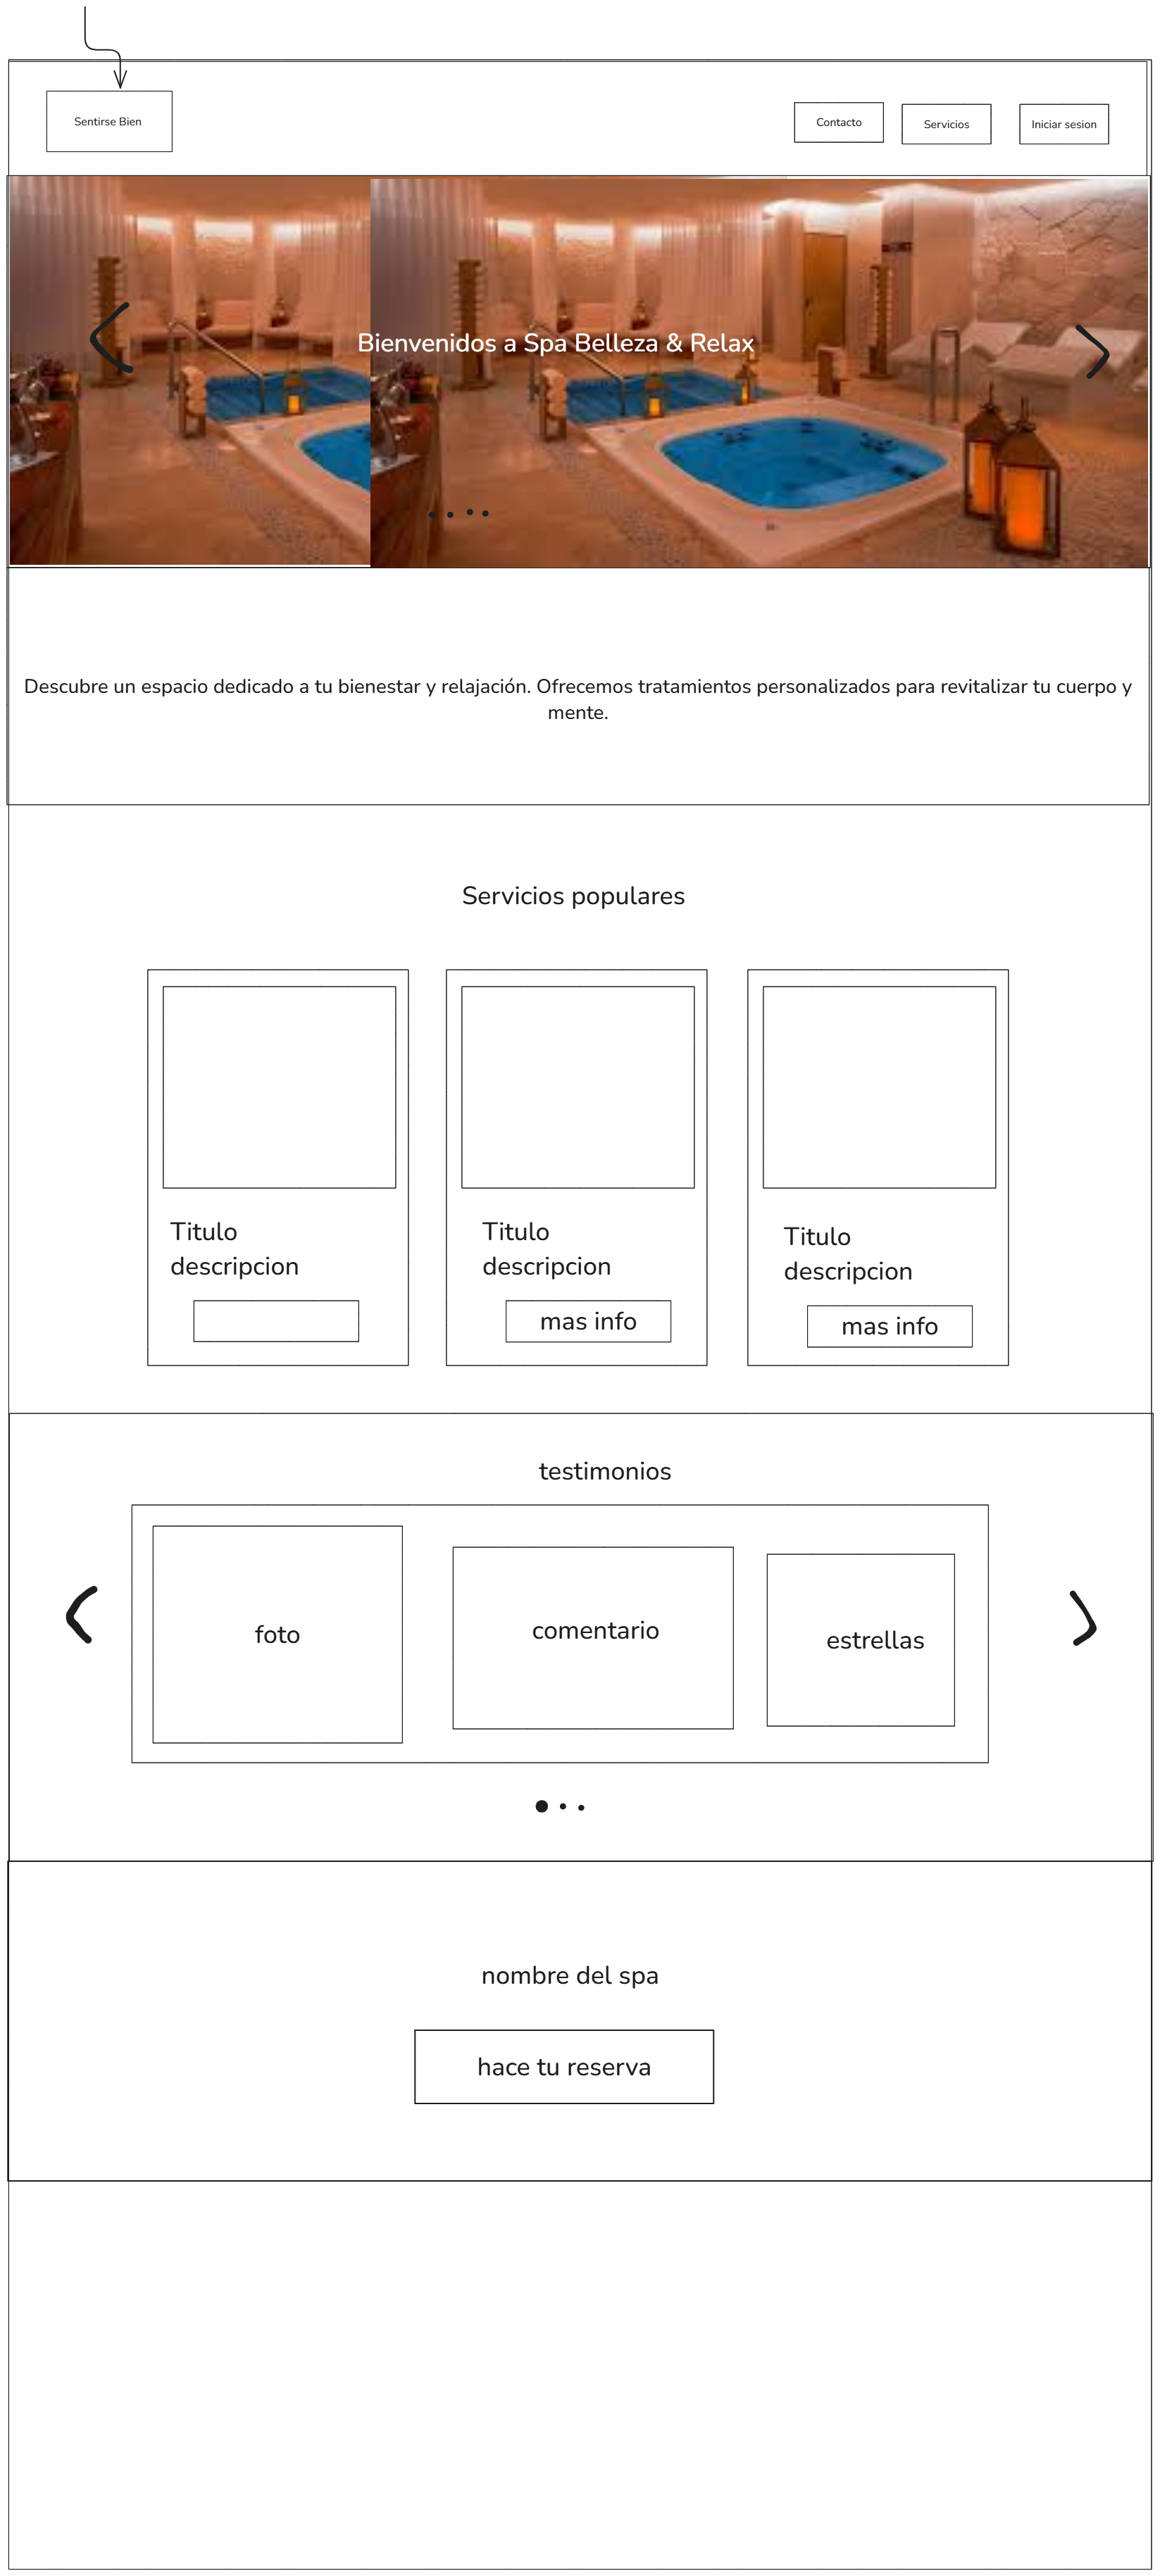 Sentirse Bien
Contacto
Servicios
Iniciar sesion
Bienvenidos a Spa Belleza & Relax
Descubre un espacio dedicado a tu bienestar y relajación. Ofrecemos tratamientos personalizados para revitalizar tu cuerpo y
mente.
Servicios populares
Titulo
descripcion
Titulo
descripcion
mas info
Titulo
descripcion
mas info
testimonios
foto
comentario
estrellas
nombre del spa
hace tu reserva